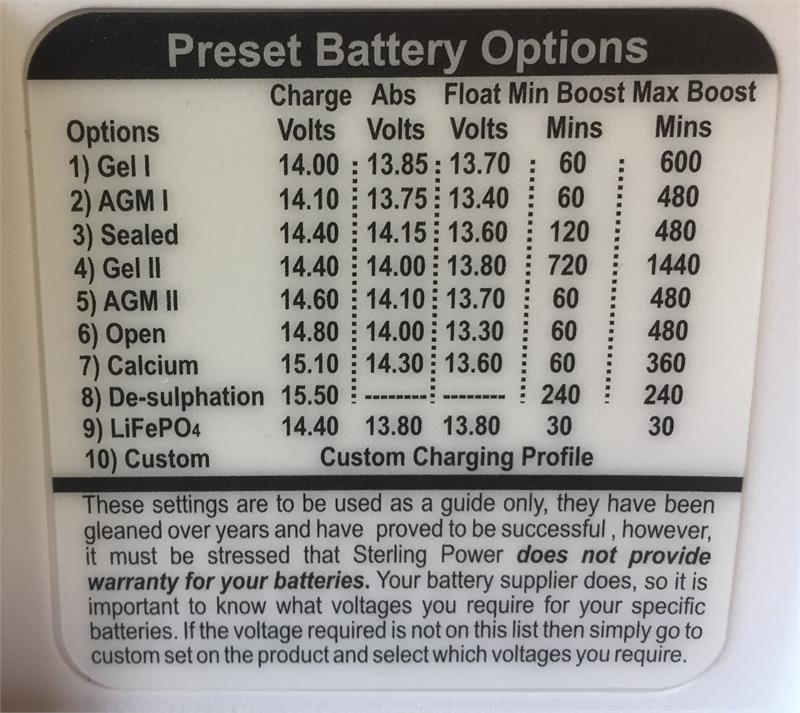 Preset Battery Options
Charge Abs Float Min Boost Max Boost
Options Volts Volts Volts Mins Mins
1) Gel I 14.00 13.85 13.70 60 600
2) AGM I 14.10 13.75 13.40 60 480
3) Sealed 14.40 14.15 13.60 120 480
4) Gel II 14.40 14.00 13.80 720 1440
5) AGM II 14.60 14.10 13.70 60 480
6) Open 14.80 14.00 13.30 60 480
7) Calcium 15.10 14.30 13.60 60 360
8) De-sulphation 15.50 -------- -------- 240 240
9) LiFePO4 14.40 13.80 13.80 30 30
10) Custom Custom Charging Profile
These settings are to be used as a guide only, they have been
gleaned over years and have proved to be successful , however,
it must be stressed that Sterling Power does not provide
warranty for your batteries. Your battery supplier does, so it is
important to know what voltages you require for your specific
batteries. If the voltage required is not on this list then simply go to
custom set on the product and select which voltages you require.